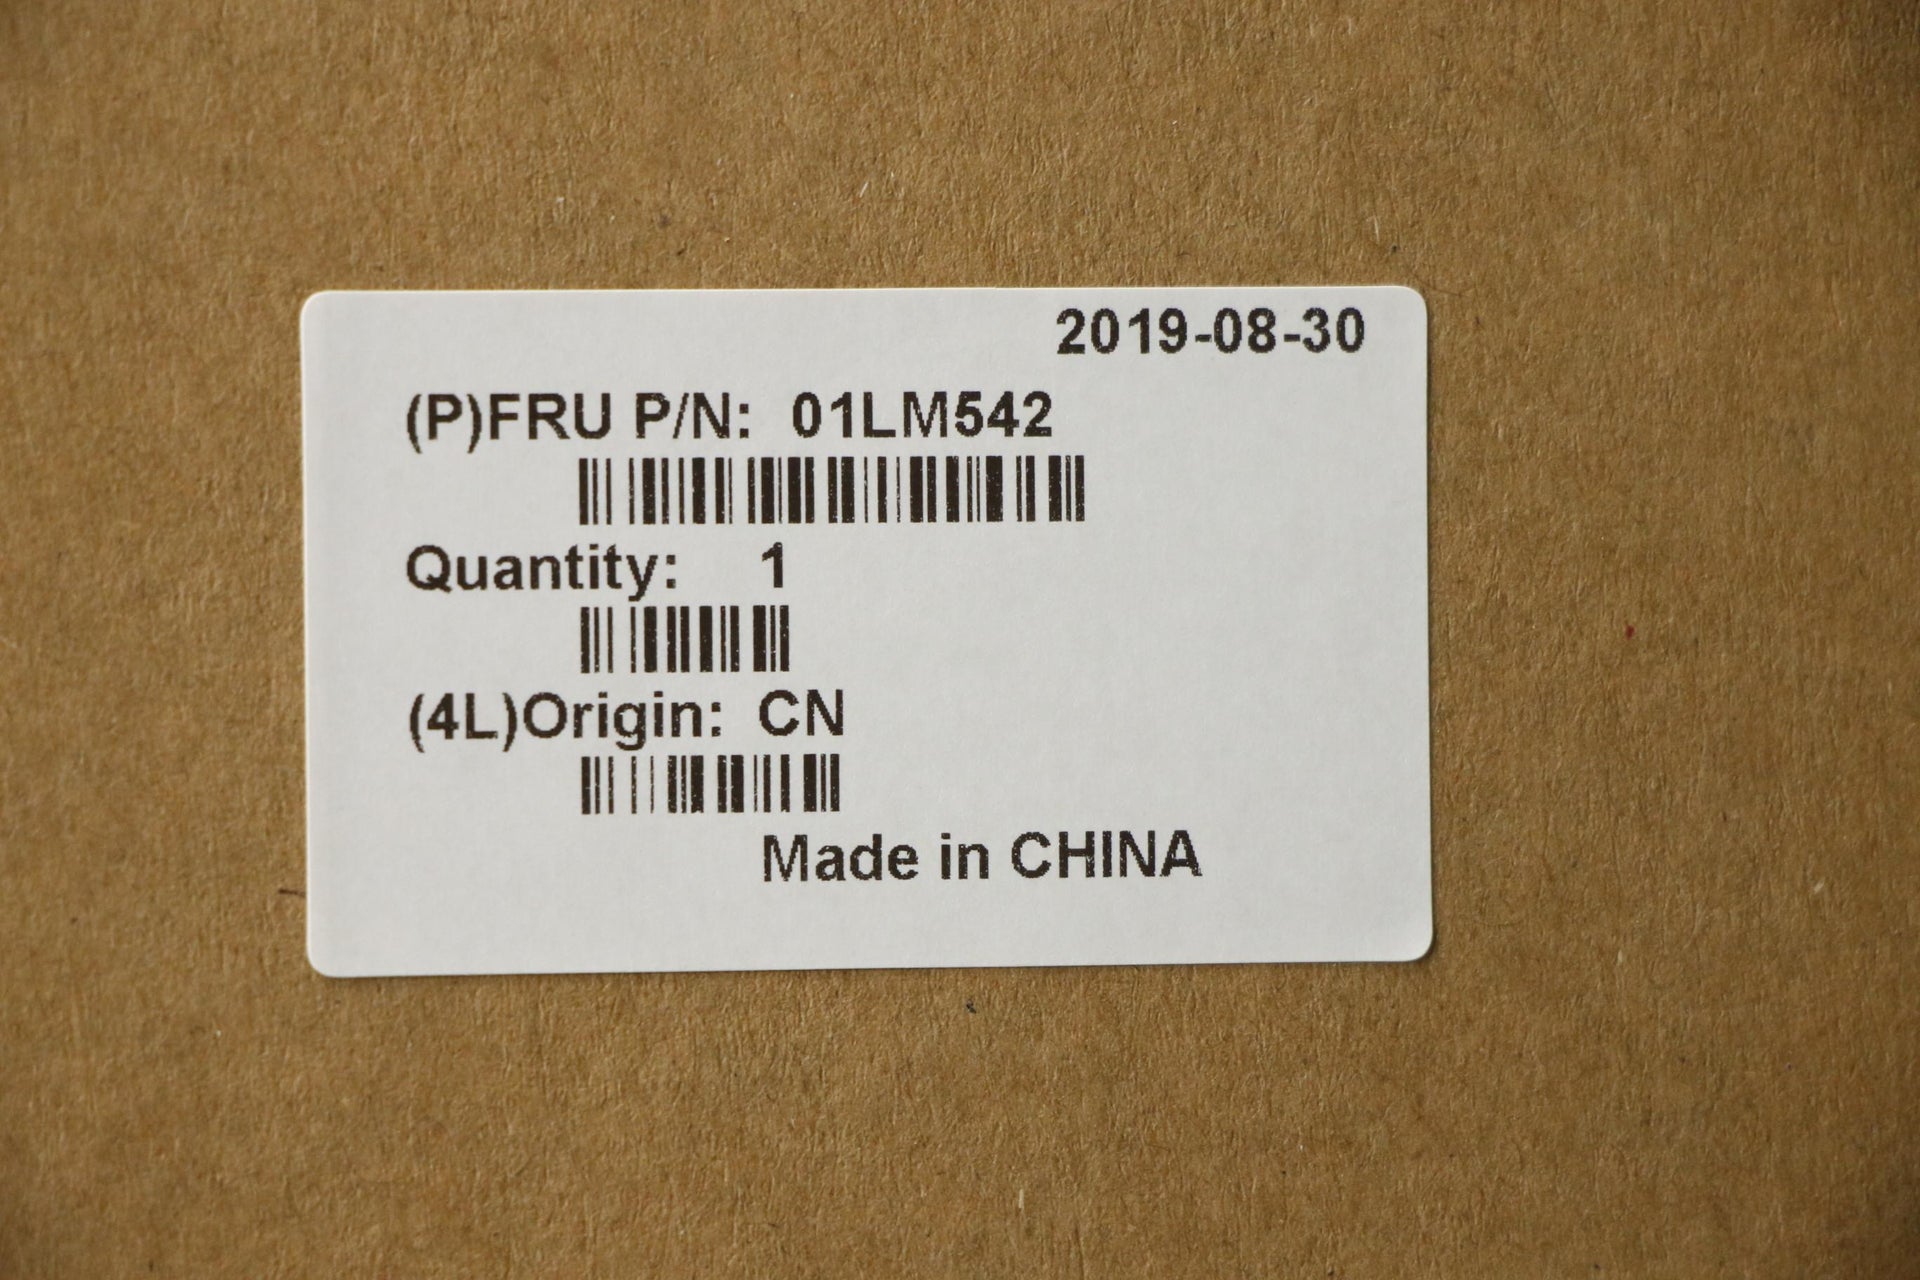 2019-08-30
(P)FRU P/N: 01LM542
Quantity: 1
(4L)Origin: CN
Made in CHINA